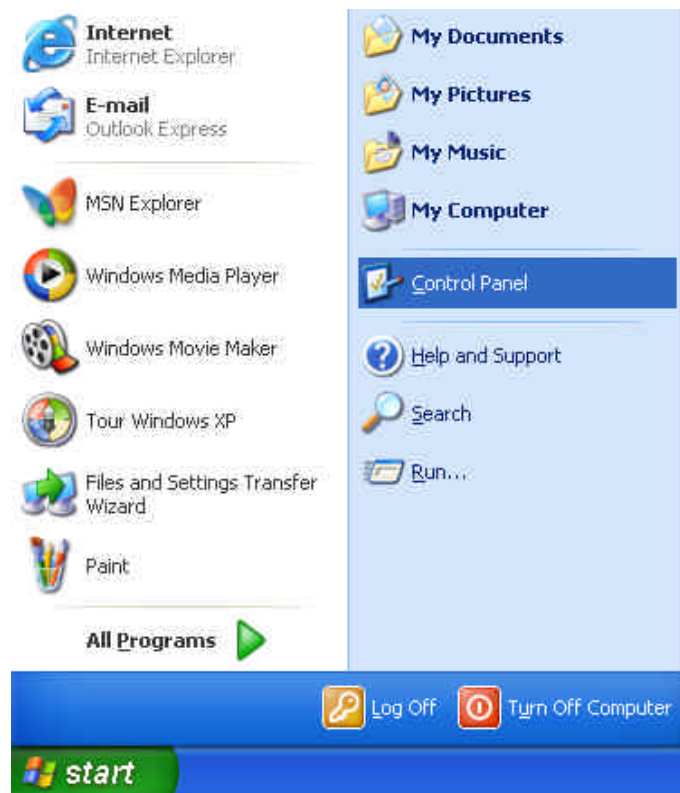 Internet
Internet Explorer
E-mail
Outlook Express
MSN Explorer
Windows Media Player
Windows Movie Maker
Tour Windows XP
Files and Settings Transfer
Wizard
Paint
All Programs
My Documents
My Pictures
My Music
My Computer
Control Panel
Help and Support
Search
Run...
Log Off
Turn Off Computer
start